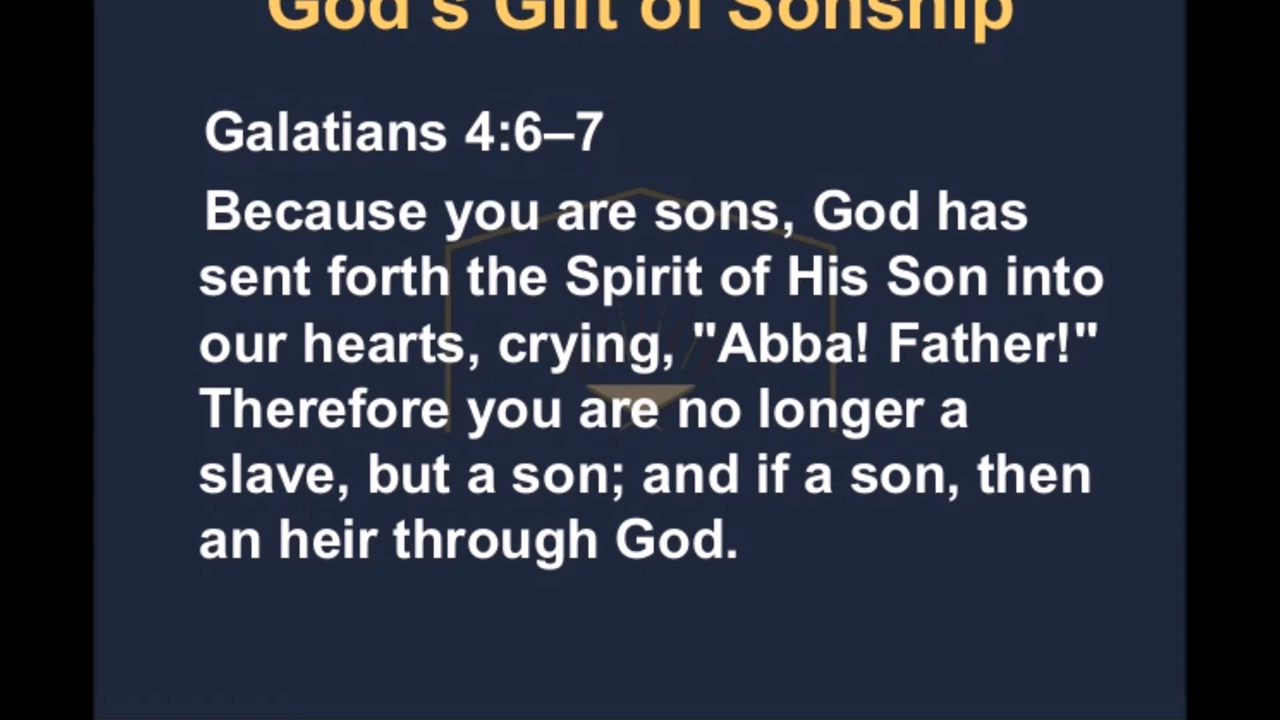 God's Gift of Sonship
Galatians 4:6–7
Because you are sons, God has
sent forth the Spirit of His Son into
our hearts, crying, "Abba! Father!"
Therefore you are no longer a
slave, but a son; and if a son, then
an heir through God.